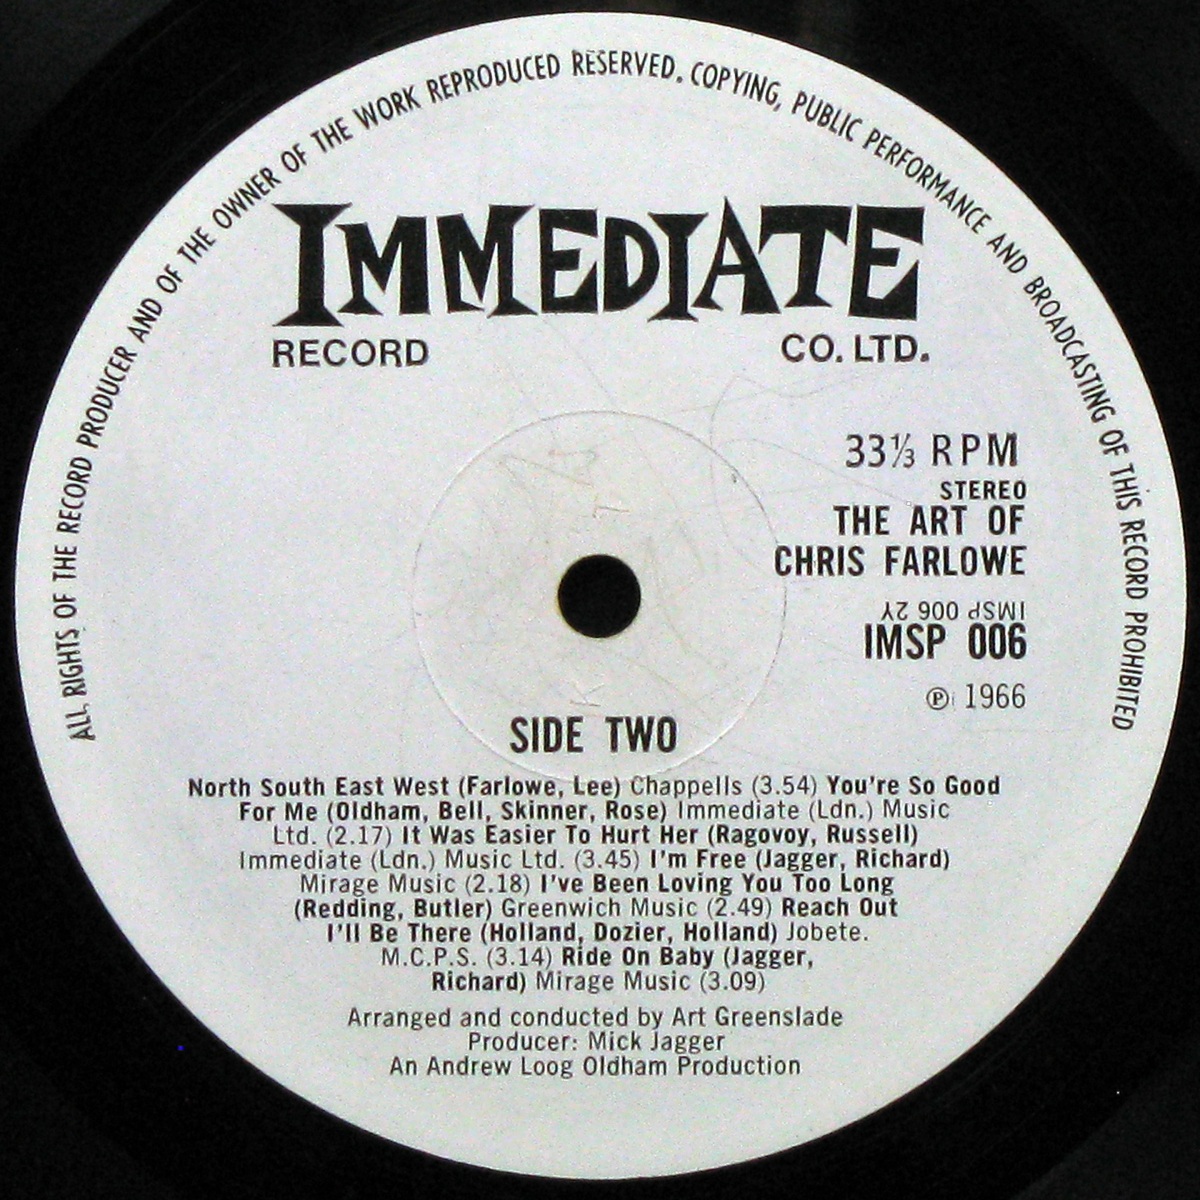 ALL RIGHTS OF THE RECORD PRODUCER AND OF THE OWNER OF THE WORK REPRODUCED RESERVED. COPYING, PUBLIC PERFORMANCE AND BROADCASTING OF THIS RECORD PROHIBITED
IMMEDIATE
RECORD CO. LTD.
33⅓ RPM
STEREO
THE ART OF
CHRIS FARLOWE
IMSP 006 2Y
IMSP 006
℗ 1966
SIDE TWO
North South East West (Farlowe, Lee) Chappells (3.54) You're So Good
For Me (Oldham, Bell, Skinner, Rose) Immediate (Ldn.) Music
Ltd. (2.17) It Was Easier To Hurt Her (Ragovoy, Russell)
Immediate (Ldn.) Music Ltd. (3.45) I'm Free (Jagger, Richard)
Mirage Music (2.18) I've Been Loving You Too Long
(Redding, Butler) Greenwich Music (2.49) Reach Out
I'll Be There (Holland, Dozier, Holland) Jobete.
M.C.P.S. (3.14) Ride On Baby (Jagger,
Richard) Mirage Music (3.09)
Arranged and conducted by Art Greenslade
Producer: Mick Jagger
An Andrew Loog Oldham Production